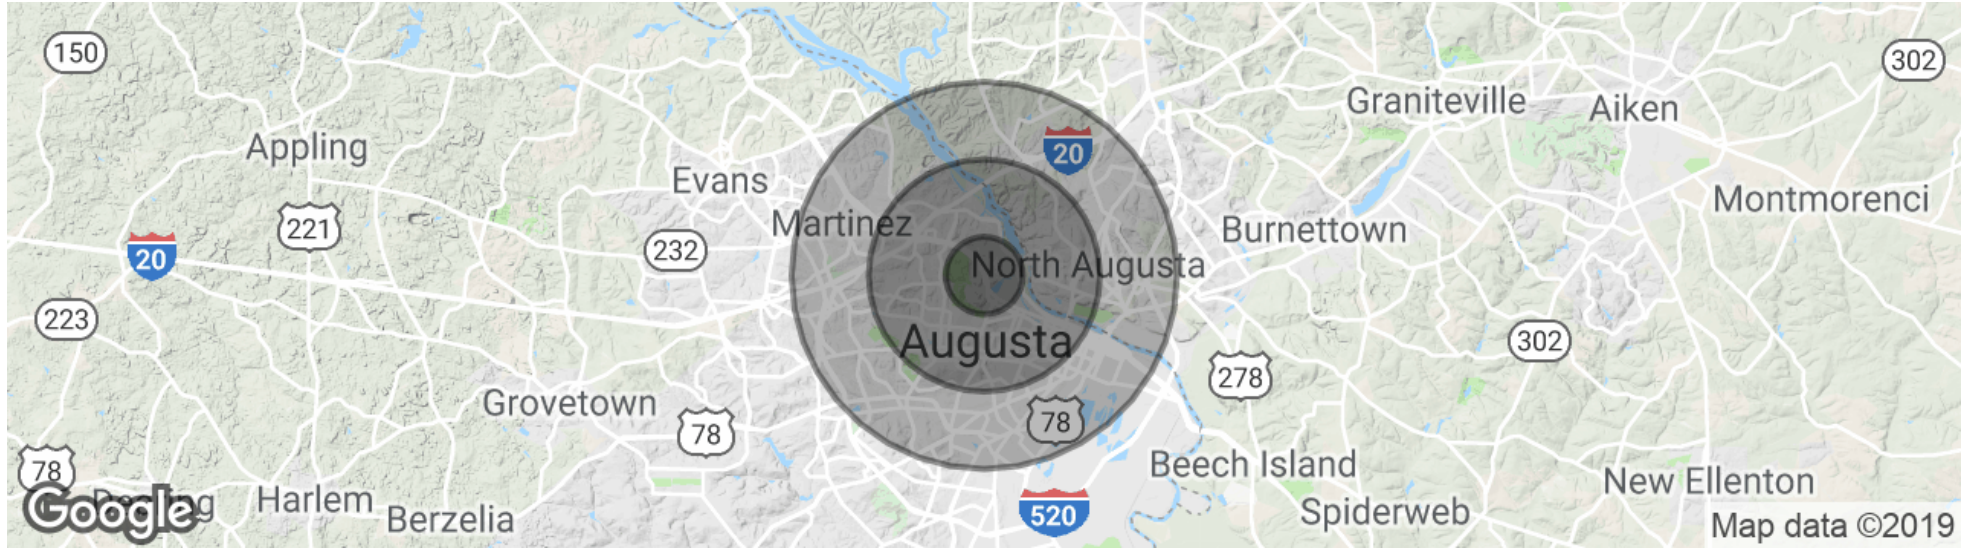 150
302
Graniteville
Aiken
Appling
20
Evans
Montmorenci
221
Martinez
Burnettown
232
20
North Augusta
223
Augusta
302
278
Grovetown
78
78
Beech Island
78
New Ellenton
Harlem
Google
Berzelia
520
Spiderweb
Map data ©2019